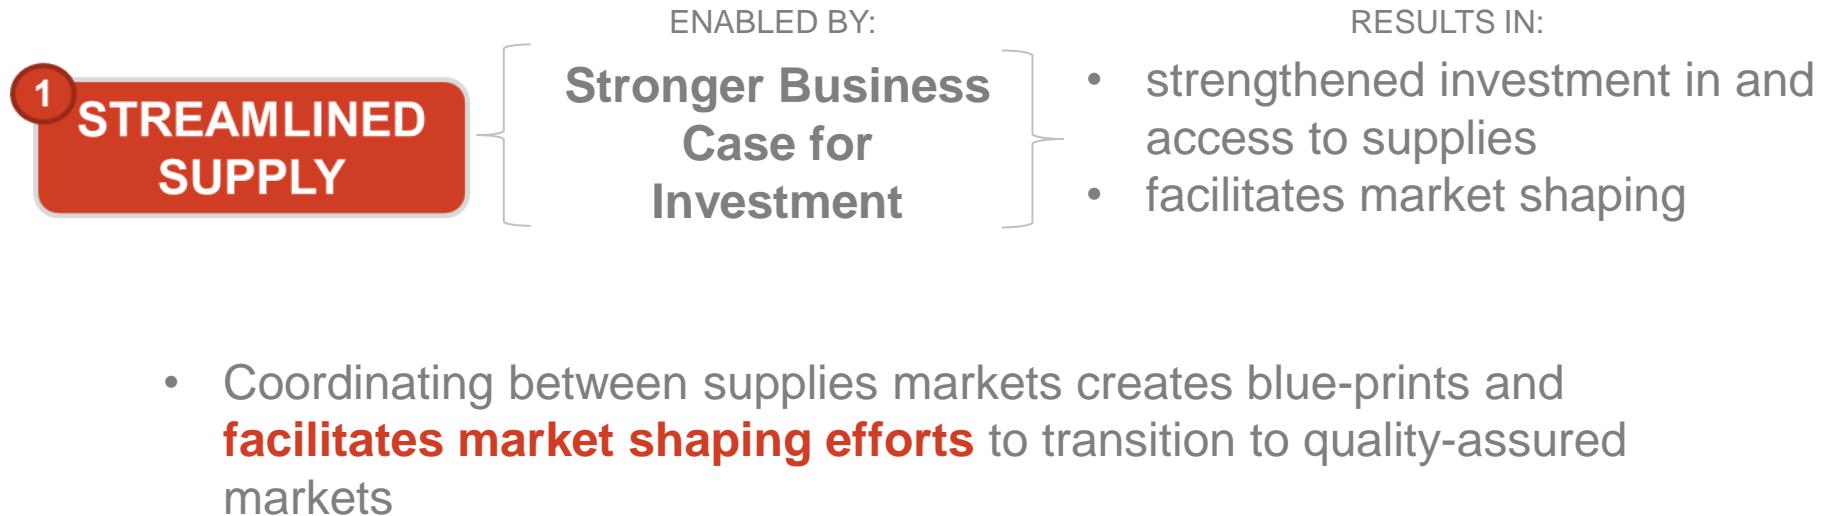 1
STREAMLINED
SUPPLY
ENABLED BY:
Stronger Business
Case for
Investment
RESULTS IN:
• strengthened investment in and
access to supplies
• facilitates market shaping
• Coordinating between supplies markets creates blue-prints and
facilitates market shaping efforts to transition to quality-assured
markets